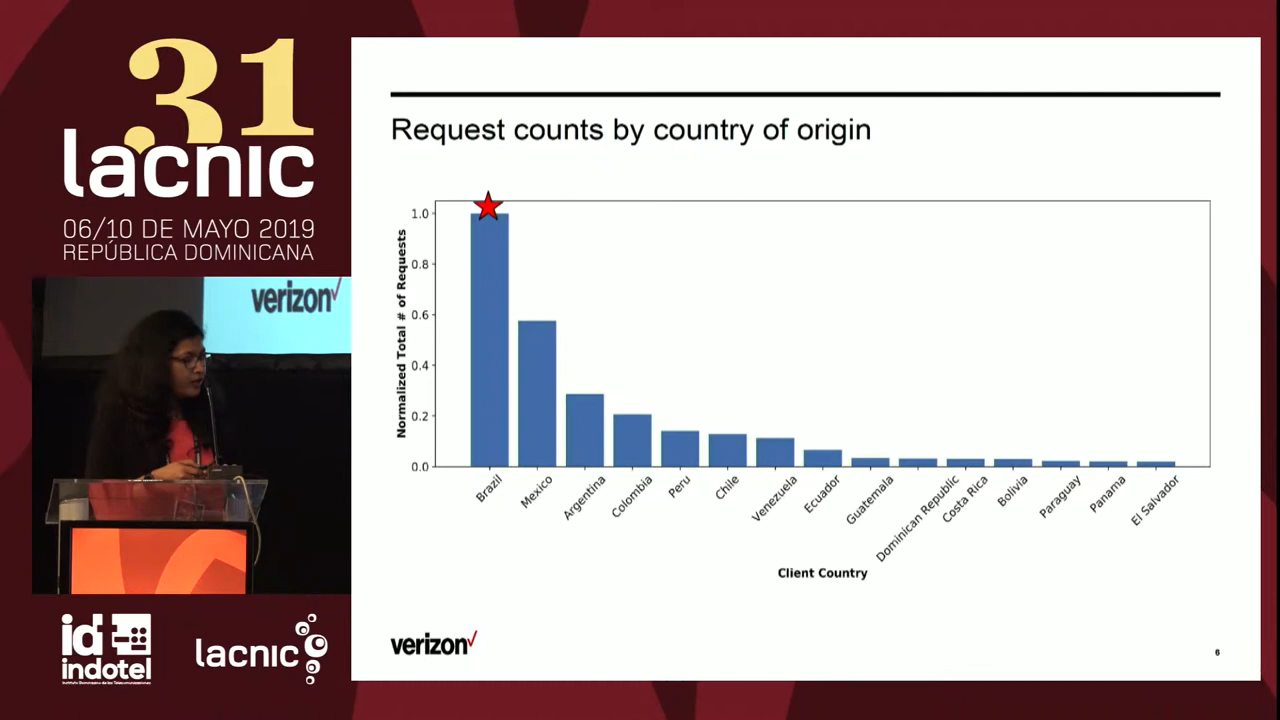 31
lacnic
06/10 DE MAYO 2019
REPÚBLICA DOMINICANA
verizon
Request counts by country of origin
Normalized Total # of Requests
1.0
0.8
0.6
0.4
0.2
0.0
Brazil
Mexico
Argentina
Colombia
Peru
Chile
Venezuela
Ecuador
Guatemala
Dominican Republic
Costa Rica
Bolivia
Paraguay
Panama
El Salvador
Client Country
verizon
6
id
indotel
Instituto Dominicano de las Telecomunicaciones
lacnic